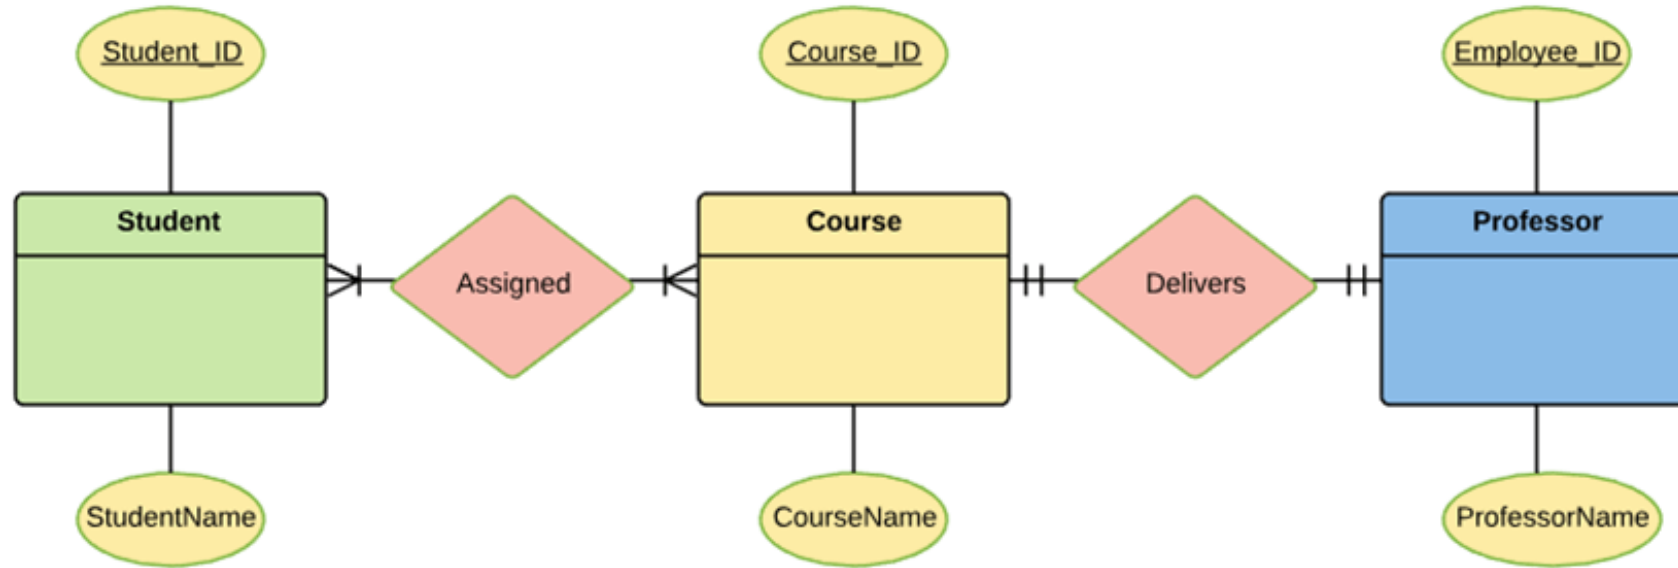 Student_ID
Course_ID
Employee_ID
Student
Course
Professor
Assigned
Delivers
StudentName
CourseName
ProfessorName